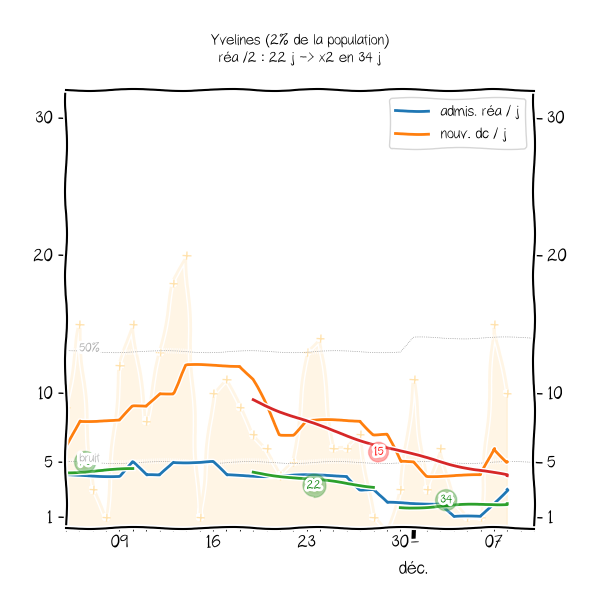 Yvelines (2% de la population)
réa /2 : 22 j -> x2 en 34 j
admis. réa / j
nouv. dc / j
30 30
20 20
50%
10 10
15
bruit
5 5
22
34
1 1
09 16 23 30 07
déc.